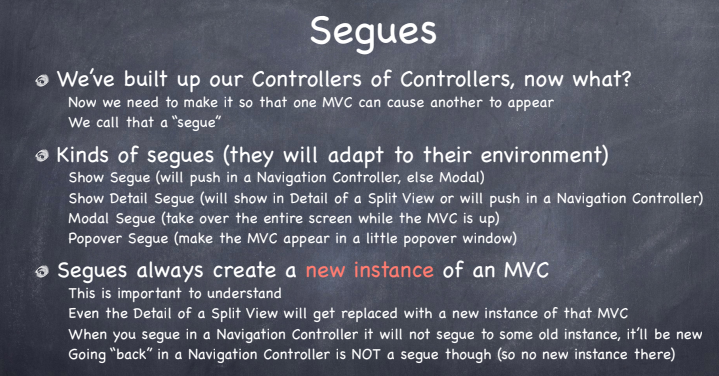 Segues
We've built up our Controllers of Controllers, now what?
Now we need to make it so that one MVC can cause another to appear
We call that a "segue"
Kinds of segues (they will adapt to their environment)
Show Segue (will push in a Navigation Controller, else Modal)
Show Detail Segue (will show in Detail of a Split View or will push in a Navigation Controller)
Modal Segue (take over the entire screen while the MVC is up)
Popover Segue (make the MVC appear in a little popover window)
Segues always create a new instance of an MVC
This is important to understand
Even the Detail of a Split View will get replaced with a new instance of that MVC
When you segue in a Navigation Controller it will not segue to some old instance, it'll be new
Going "back" in a Navigation Controller is NOT a segue though (so no new instance there)